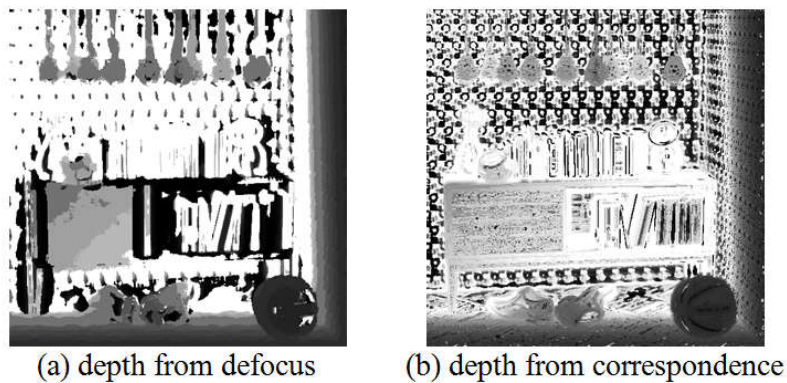 (a) depth from defocus
(b) depth from correspondence